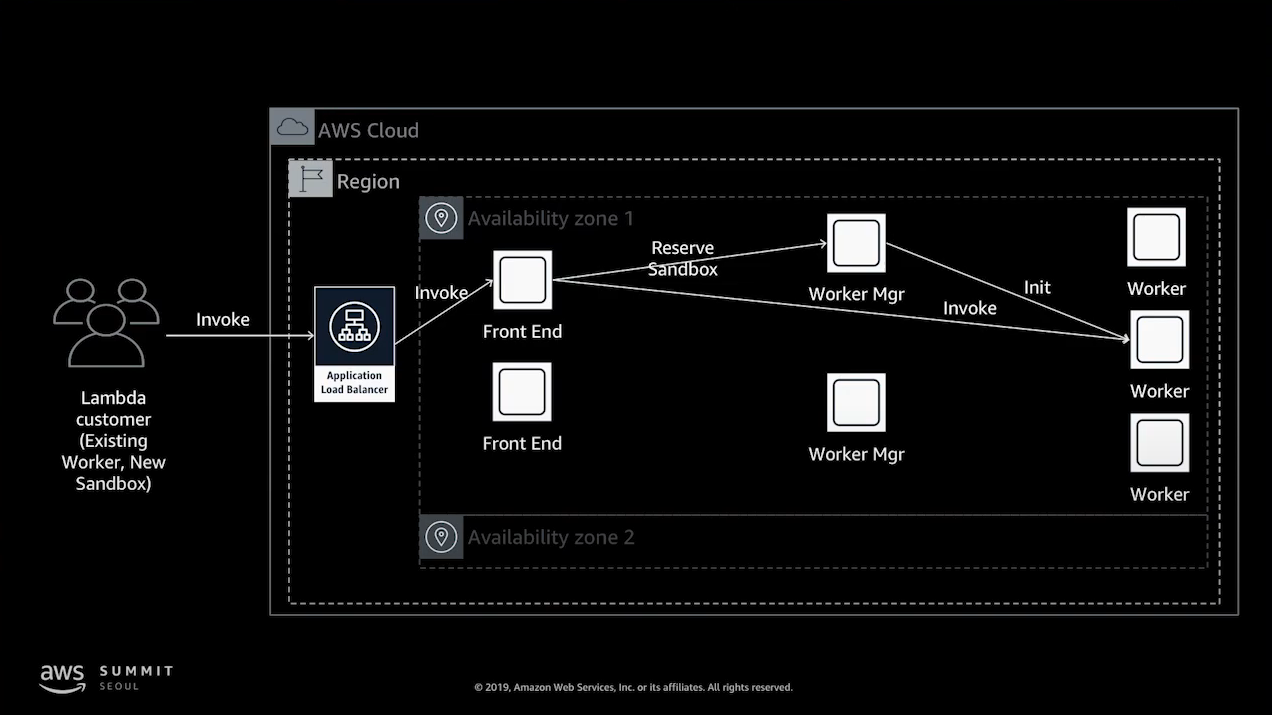 AWS Cloud
Region
Availability zone 1
Reserve
Sandbox
Invoke
Invoke
Init
Invoke
Front End
Worker Mgr
Worker
Application
Load Balancer
Worker
Lambda
customer
(Existing
Worker, New
Sandbox)
Front End
Worker Mgr
Worker
Availability zone 2
aws SUMMIT
SEOUL
© 2019, Amazon Web Services, Inc. or its affiliates. All rights reserved.